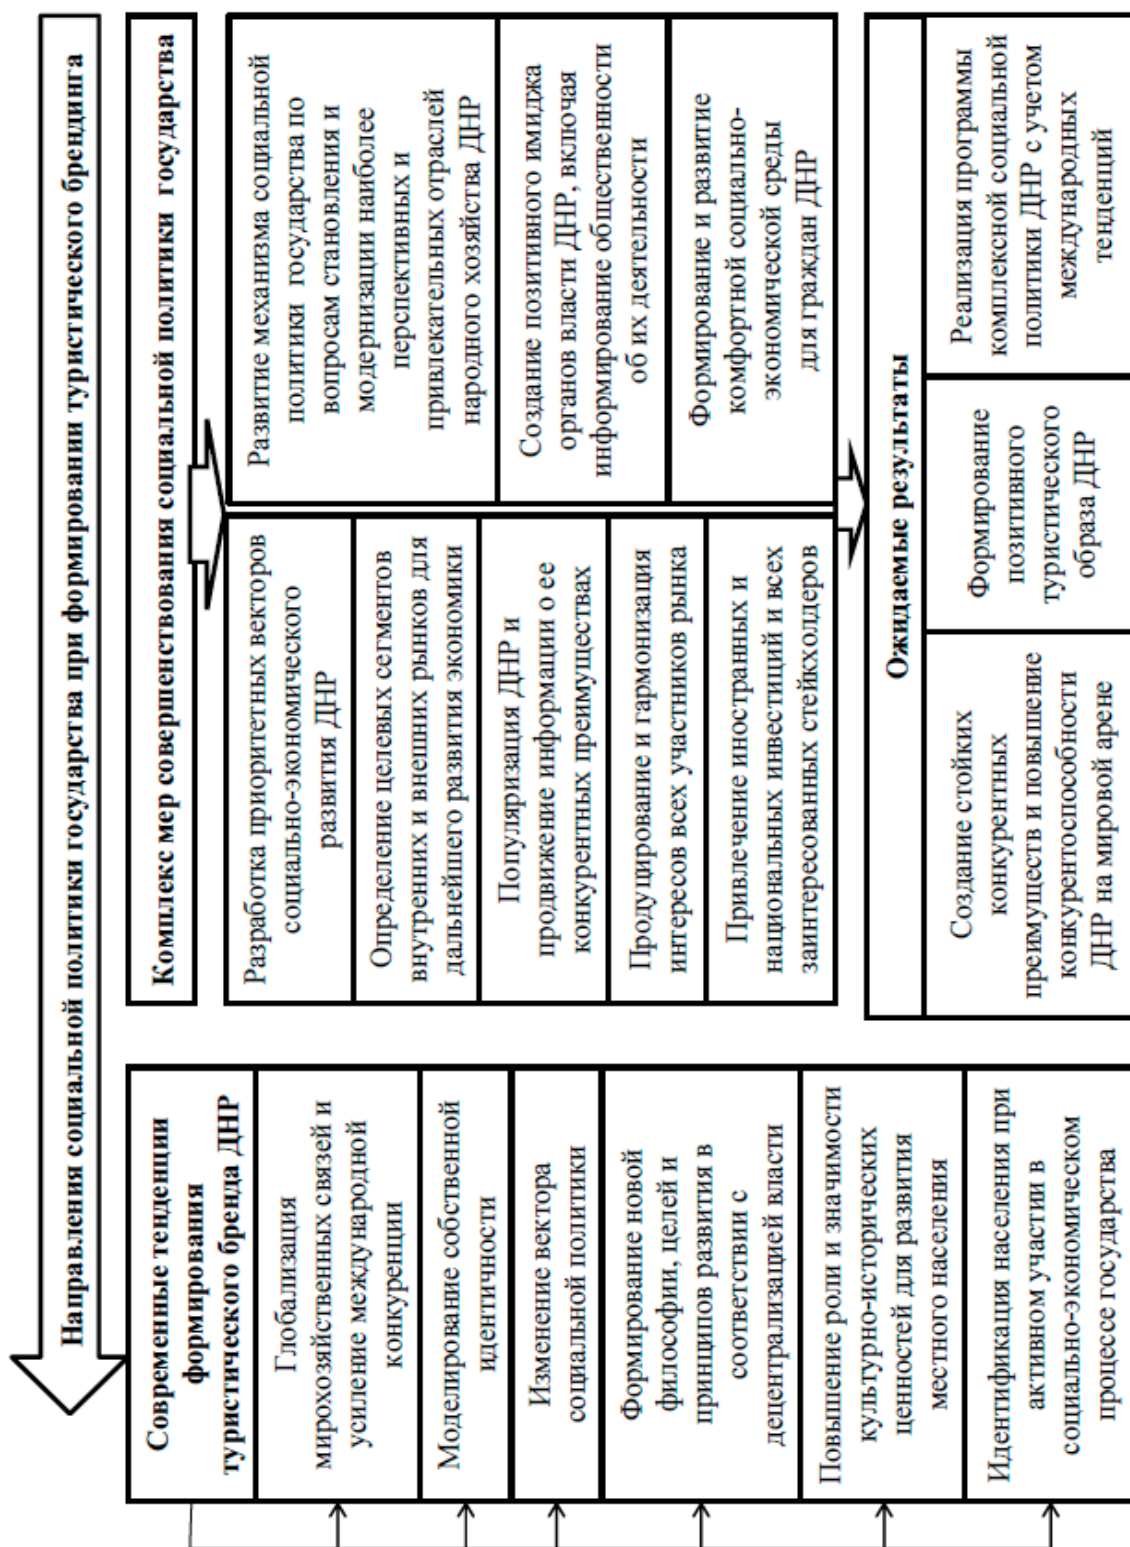 Направления социальной политики государства при формировании туристического брендинга
Современные тенденции
формирования
туристического бренда ДНР
Глобализация
мирохозяйственных связей и
усиление международной
конкуренции
Моделирование собственной
идентичности
Изменение вектора
социальной политики
Формирование новой
философии, целей и
принципов развития в
соответствии с
децентрализацией власти
Повышение роли и значимости
культурно-исторических
ценностей для развития
местного населения
Идентификация населения при
активном участии в
социально-экономическом
процессе государства
Комплекс мер совершенствования социальной политики государства
Разработка приоритетных векторов
социально-экономического
развития ДНР
Определение целевых сегментов
внутренних и внешних рынков для
дальнейшего развития экономики
Популяризация ДНР и
продвижение информации о ее
конкурентных преимуществах
Продуцирование и гармонизация
интересов всех участников рынка
Привлечение иностранных и
национальных инвестиций и всех
заинтересованных стейкхолдеров
Развитие механизма социальной
политики государства по
вопросам становления и
модернизации наиболее
перспективных и
привлекательных отраслей
народного хозяйства ДНР
Создание позитивного имиджа
органов власти ДНР, включая
информирование общественности
об их деятельности
Формирование и развитие
комфортной социально-
экономической среды
для граждан ДНР
Ожидаемые результаты
Создание стойких
конкурентных
преимуществ и повышение
конкурентоспособности
ДНР на мировой арене
Формирование
позитивного
туристического
образа ДНР
Реализация программы
комплексной социальной
политики ДНР с учетом
международных
тенденций